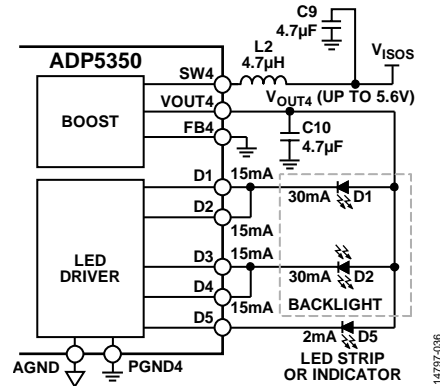 C9
4.7µF
ADP5350
L2
4.7µH
VISOS
SW4
VOUT4
VOUT4 (UP TO 5.6V)
BOOST
FB4
C10
4.7µF
D1
15mA
30mA
D1
D2
15mA
LED
DRIVER
D3
15mA
30mA
D2
D4
15mA
BACKLIGHT
D5
2mA
D5
AGND
PGND4
LED STRIP
OR INDICATOR
14797-036